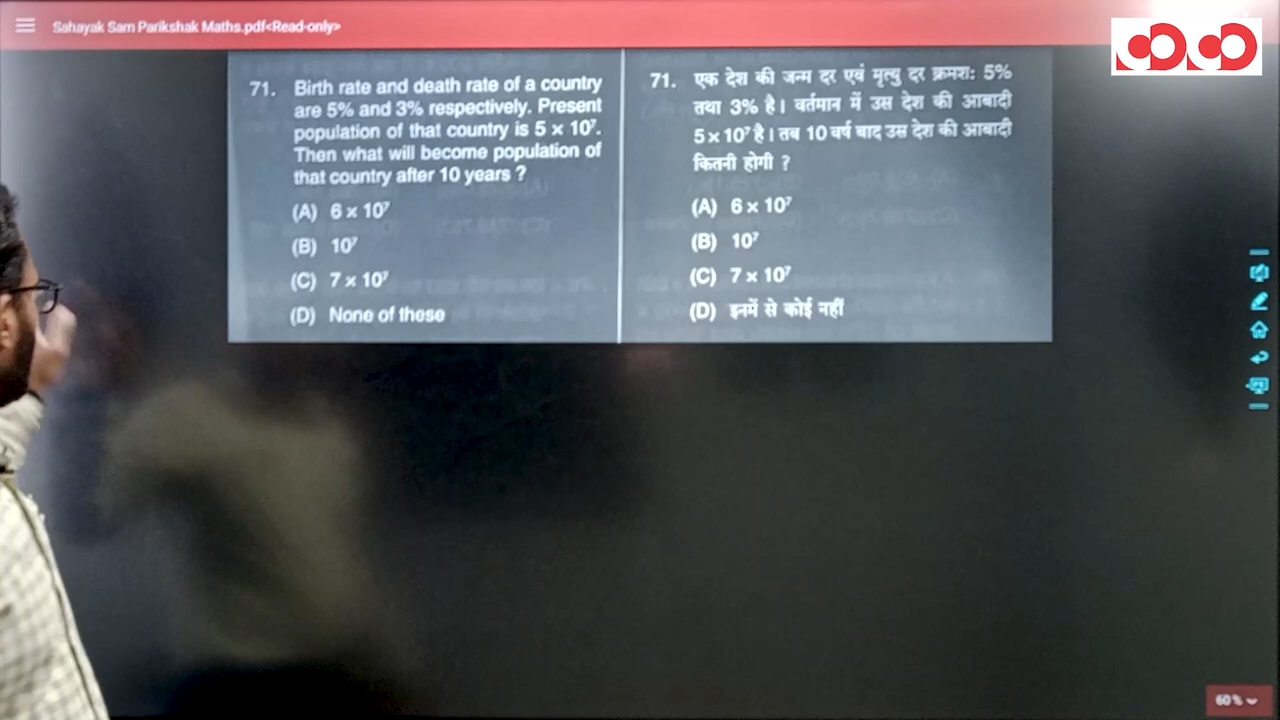 Sahayak Sam Parikshak Maths.pdf<Read-only>
71. Birth rate and death rate of a country
are 5% and 3% respectively. Present
population of that country is 5 × 10⁷.
Then what will become population of
that country after 10 years ?
(A) 6 × 10⁷
(B) 10⁷
(C) 7 × 10⁷
(D) None of these
71. एक देश की जन्म दर एवं मृत्यु दर क्रमश: 5%
तथा 3% है। वर्तमान में उस देश की आबादी
5 × 10⁷ है। तब 10 वर्ष बाद उस देश की आबादी
कितनी होगी ?
(A) 6 × 10⁷
(B) 10⁷
(C) 7 × 10⁷
(D) इनमें से कोई नहीं
60%